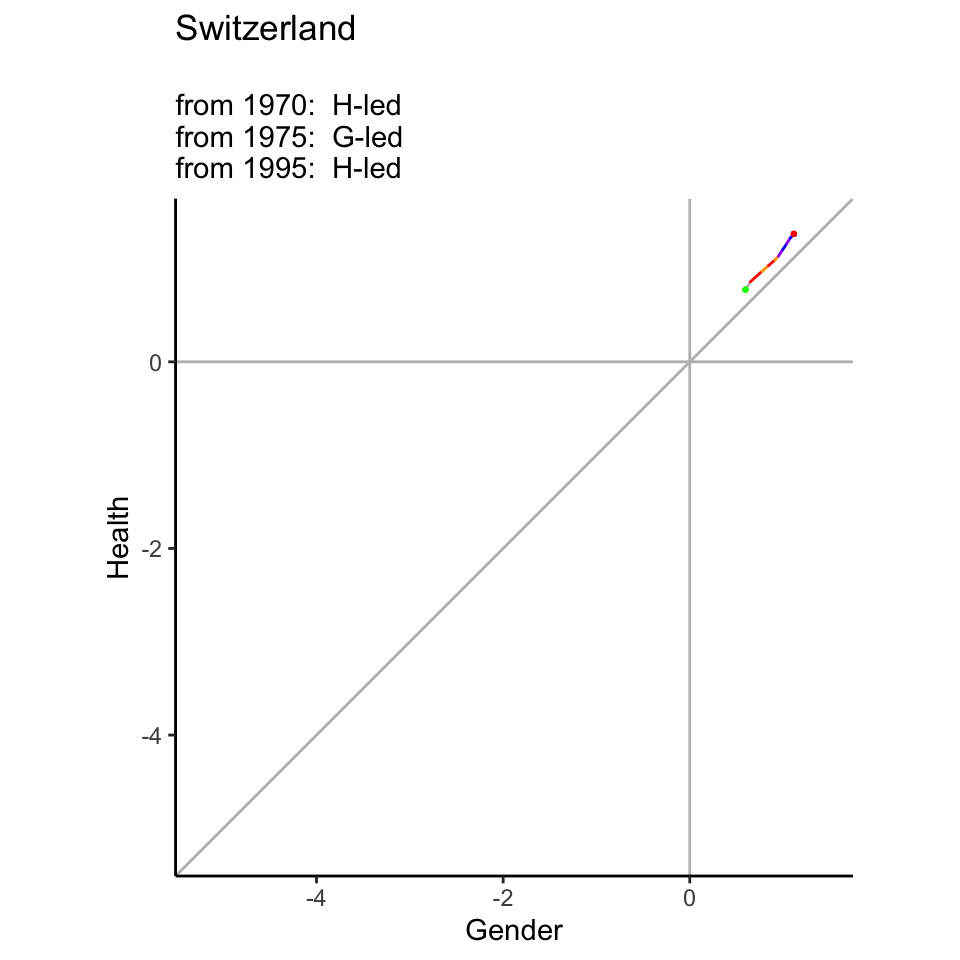 Switzerland
from 1970: H-led
from 1975: G-led
from 1995: H-led
0
-2
-4
Health
-4
-2
0
Gender